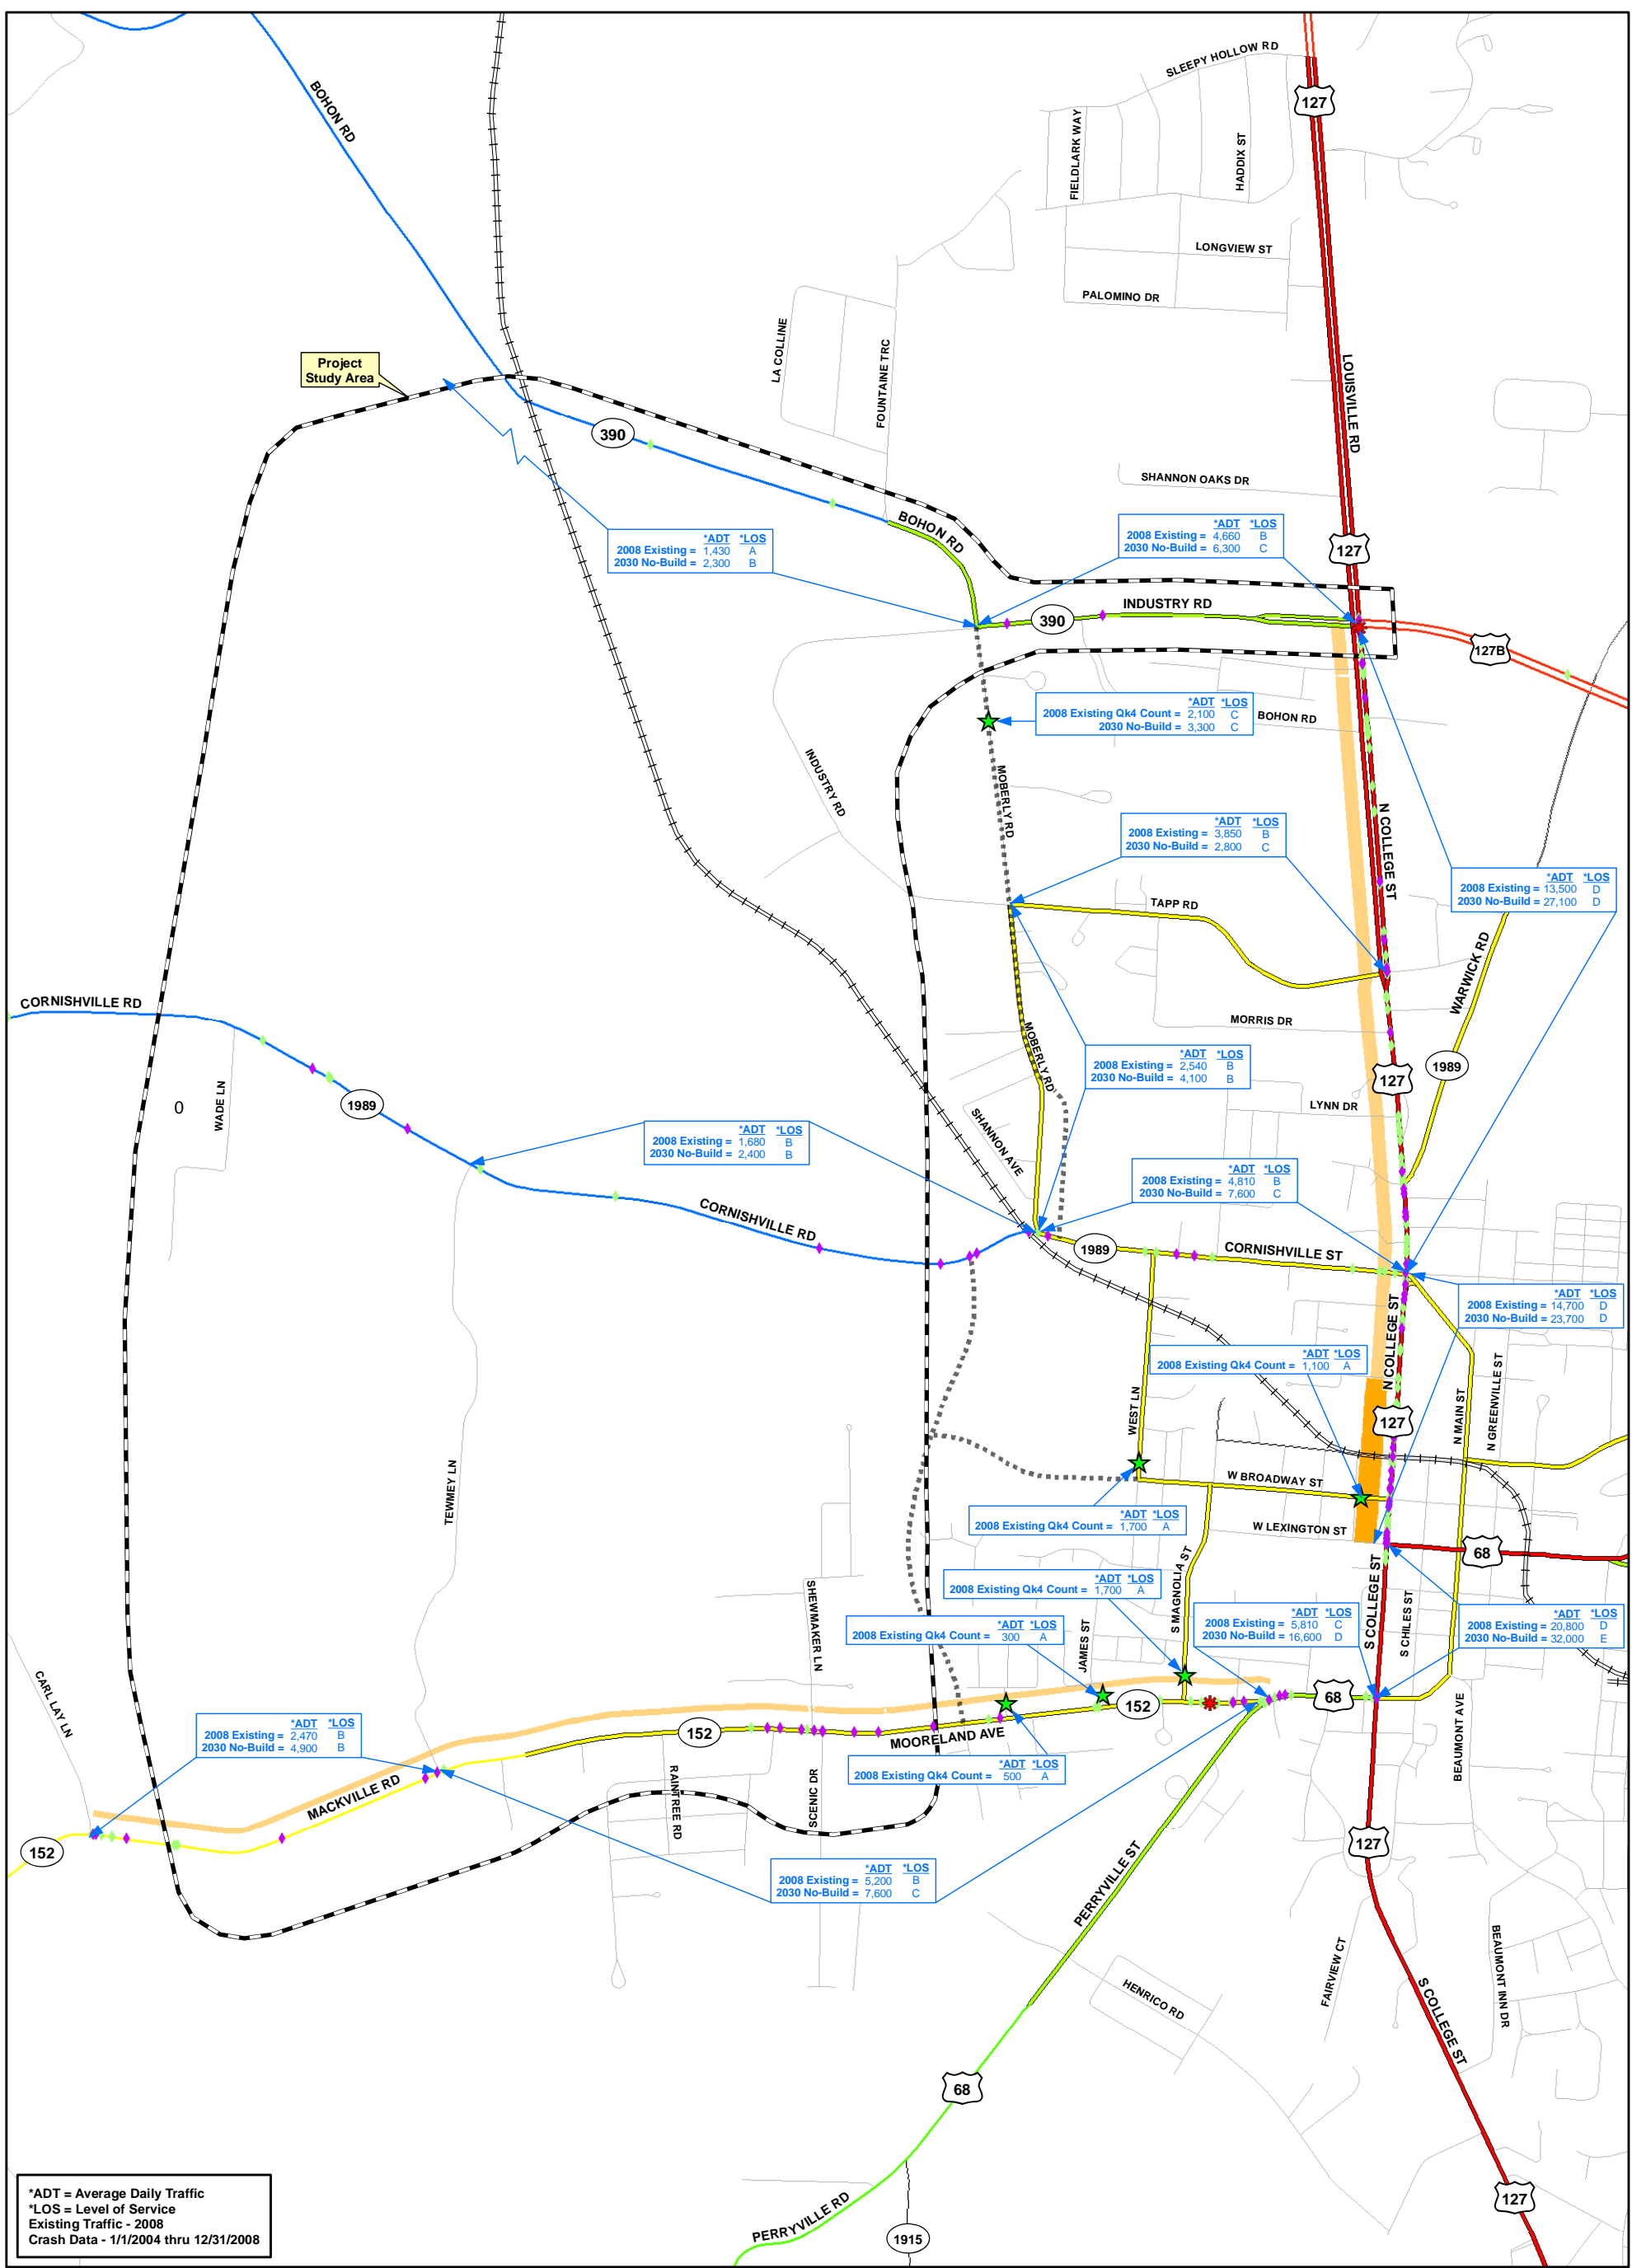 SLEEPY HOLLOW RD
127
BOHON RD
FIELDLARK WAY
HADDIX ST
LONGVIEW ST
PALOMINO DR
LA COLLINE
FOUNTAINE TRC
LOUISVILLE RD
Project
Study Area
390
SHANNON OAKS DR
BOHON RD
*ADT *LOS
2008 Existing = 1,430 A
2030 No-Build = 2,300 B
*ADT *LOS
2008 Existing = 4,660 B
2030 No-Build = 6,300 C
127
INDUSTRY RD
390
127B
*ADT *LOS
2008 Existing Qk4 Count = 2,100 C
2030 No-Build = 3,300 C
BOHON RD
INDUSTRY RD
MOBERLY RD
N COLLEGE ST
*ADT *LOS
2008 Existing = 3,850 B
2030 No-Build = 2,800 C
*ADT *LOS
2008 Existing = 13,500 D
2030 No-Build = 27,100 D
TAPP RD
WARWICK RD
CORNISHVILLE RD
MORRIS DR
MOBERLY RD
*ADT *LOS
2008 Existing = 2,540 B
2030 No-Build = 4,100 B
127
1989
0
WADE LN
1989
LYNN DR
SHANNON AVE
*ADT *LOS
2008 Existing = 1,680 B
2030 No-Build = 2,400 B
*ADT *LOS
2008 Existing = 4,810 B
2030 No-Build = 7,600 C
CORNISHVILLE RD
1989
CORNISHVILLE ST
*ADT *LOS
2008 Existing = 14,700 D
2030 No-Build = 23,700 D
N COLLEGE ST
*ADT *LOS
2008 Existing Qk4 Count = 1,100 A
WEST LN
127
N MAIN ST
N GREENVILLE ST
TEWMEY LN
W BROADWAY ST
*ADT *LOS
2008 Existing Qk4 Count = 1,700 A
W LEXINGTON ST
68
*ADT *LOS
2008 Existing Qk4 Count = 1,700 A
S MAGNOLIA ST
S COLLEGE ST
S CHILES ST
SHEWMAKER LN
*ADT *LOS
2008 Existing Qk4 Count = 300 A
JAMES ST
*ADT *LOS
2008 Existing = 5,810 C
2030 No-Build = 16,600 D
*ADT *LOS
2008 Existing = 20,800 D
2030 No-Build = 32,000 E
CARL LAY LN
152
68
152
MOORELAND AVE
*ADT *LOS
2008 Existing = 2,470 B
2030 No-Build = 4,900 B
*ADT *LOS
2008 Existing Qk4 Count = 500 A
BEAUMONT AVE
MACKVILLE RD
RAINTREE RD
SCENIC DR
152
127
*ADT *LOS
2008 Existing = 5,200 B
2030 No-Build = 7,600 C
PERRYVILLE ST
FAIRVIEW CT
BEAUMONT INN DR
HENRICO RD
S COLLEGE ST
68
127
PERRYVILLE RD
1915
*ADT = Average Daily Traffic
*LOS = Level of Service
Existing Traffic - 2008
Crash Data - 1/1/2004 thru 12/31/2008